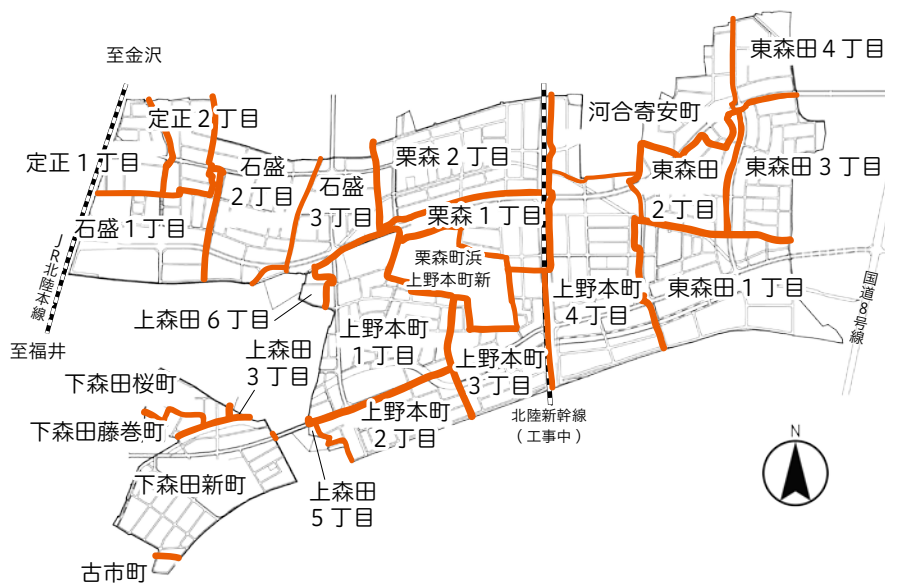 東森田４丁目
至金沢
河合寄安町
定正２丁目
定正１丁目
石盛
２丁目
石盛
３丁目
栗森２丁目
東森田
２丁目
東森田３丁目
石盛１丁目
栗森１丁目
栗森町浜
上野本町新
JR北陸本線
上森田６丁目
上野本町
４丁目
東森田１丁目
国道８号線
至福井
上森田
３丁目
上野本町
１丁目
上野本町
３丁目
下森田桜町
下森田藤巻町
上野本町
２丁目
北陸新幹線
（工事中）
N
下森田新町
上森田
５丁目
古市町